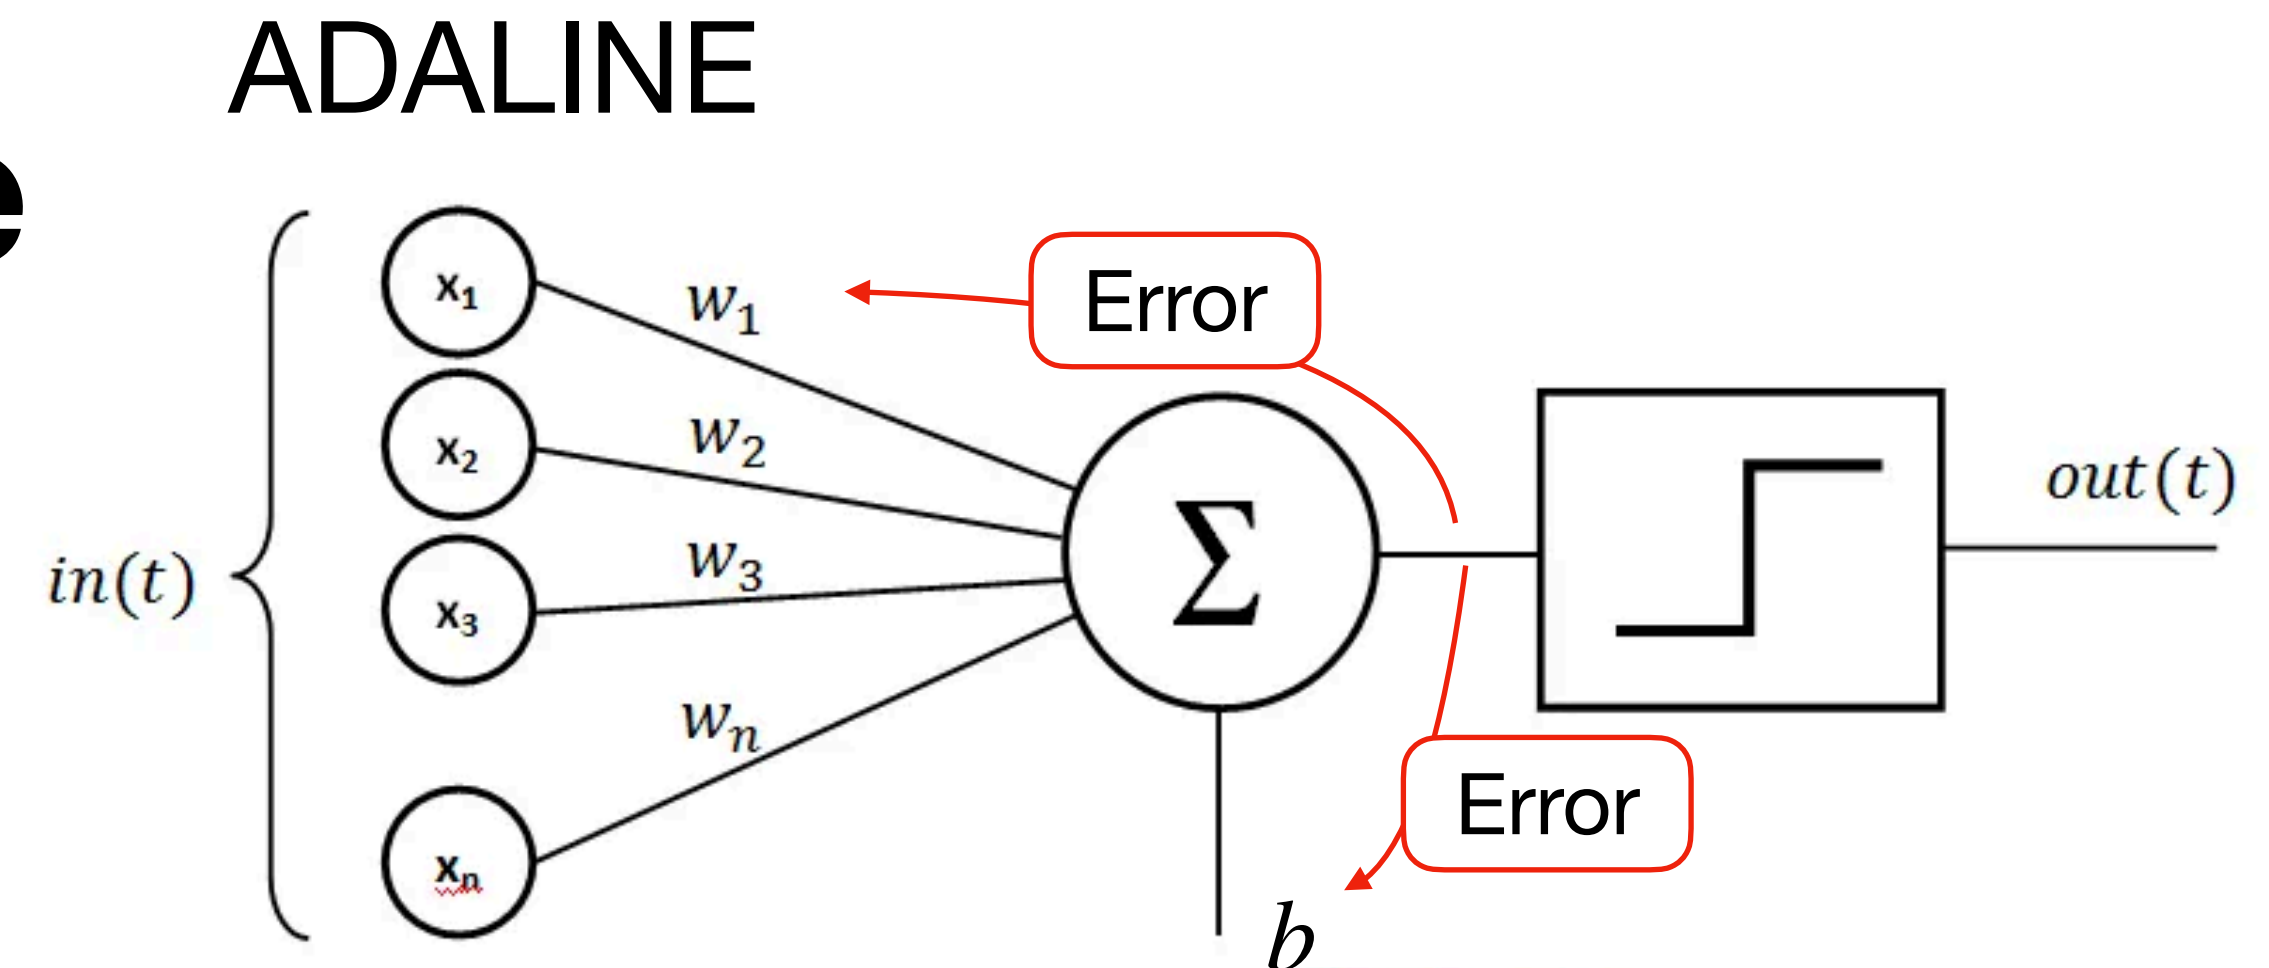 ADALINE
e
x₁
w₁
Error
x₂
w₂
in(t)
x₃
w₃
Σ
out(t)
wₙ
xₙ
Error
b